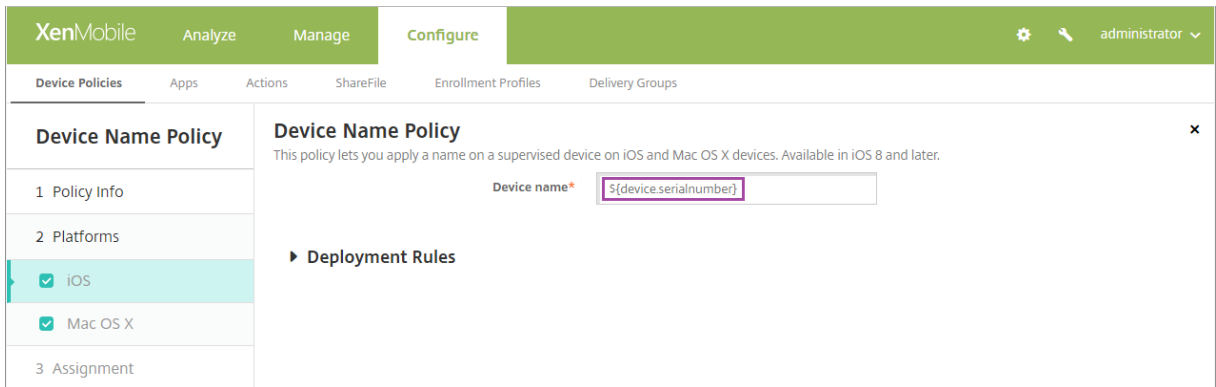 XenMobile Analyze Manage Configure administrator
Device Policies Apps Actions ShareFile Enrollment Profiles Delivery Groups
Device Name Policy
1 Policy Info
2 Platforms
iOS
Mac OS X
3 Assignment
Device Name Policy
This policy lets you apply a name on a supervised device on iOS and Mac OS X devices. Available in iOS 8 and later.
Device name* ${device.serialnumber}
Deployment Rules